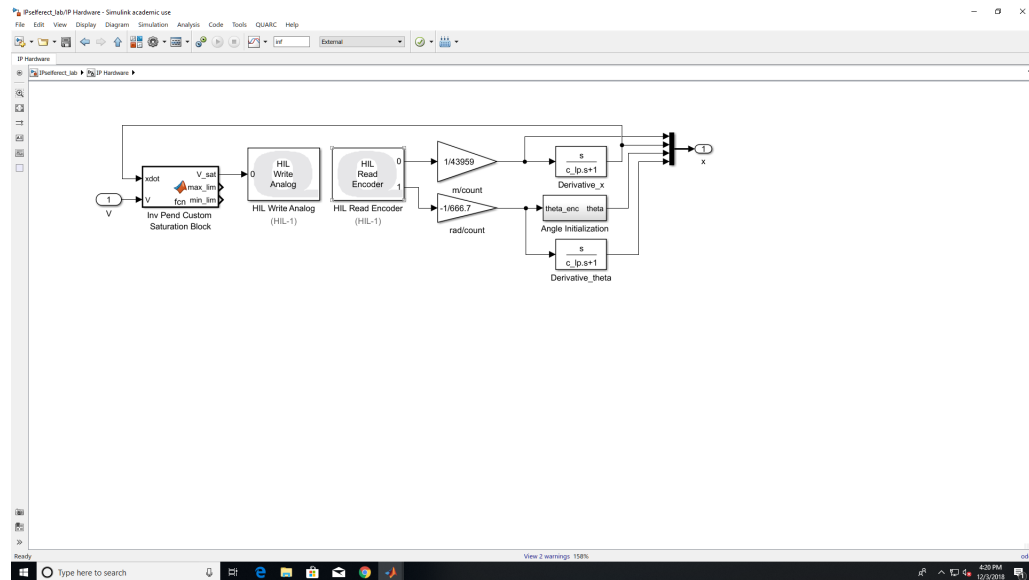 IPselferect_lab/IP Hardware - Simulink academic use
File Edit View Display Diagram Simulation Analysis Code Tools QUARC Help
inf
External
IP Hardware
IPselferect_lab IP Hardware
xdot
V
V_sat
max_lim
min_lim
fcn
Inv Pend Custom
Saturation Block
1
V
0
HIL
Write
Analog
HIL Write Analog
(HIL-1)
HIL
Read
Encoder
0
1
HIL Read Encoder
(HIL-1)
1/43959
m/count
-1/666.7
rad/count
s
c_lp.s+1
Derivative_x
theta_enc theta
Angle Initialization
s
c_lp.s+1
Derivative_theta
1
x
Ready
View 2 warnings 158%
Type here to search
4:20 PM
12/3/2018